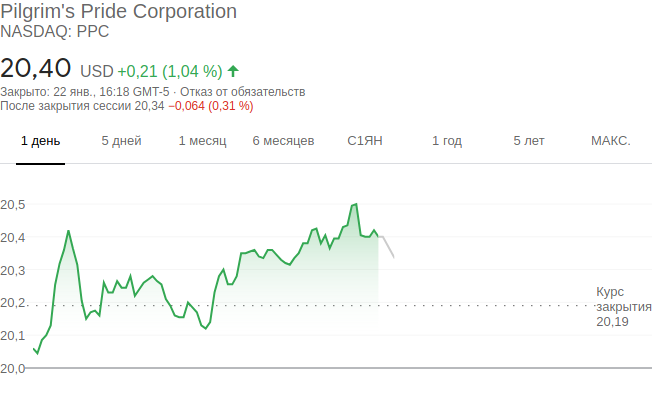 Pilgrim's Pride Corporation
NASDAQ: PPC
20,40 USD +0,21 (1,04 %)
Закрыто: 22 янв., 16:18 GMT-5 · Отказ от обязательств
После закрытия сессии 20,34 −0,064 (0,31 %)
1 день 5 дней 1 месяц 6 месяцев С1ЯН 1 год 5 лет МАКС.
20,5
20,4
20,3
20,2
20,1
20,0
Курс
закрытия
20,19